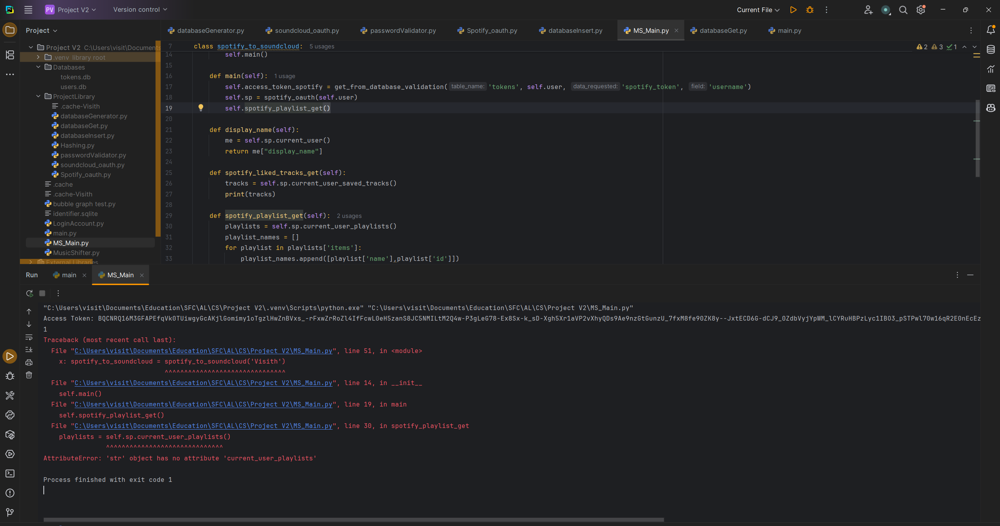 PC
PV Project V2 Version control Current File
Project
databaseGenerator.py soundcloud_oauth.py passwordValidator.py Spotify_oauth.py databaseInsert.py MS_Main.py databaseGet.py main.py
Project V2 C:\Users\visit\Documents
.venv library root
Databases
tokens.db
users.db
ProjectLibrary
.cache-Visith
databaseGenerator.py
databaseGet.py
databaseInsert.py
Hashing.py
passwordValidator.py
soundcloud_oauth.py
Spotify_oauth.py
.cache
.cache-Visith
bubble graph test.py
identifier.sqlite
LoginAccount.py
main.py
MS_Main.py
MusicShifter.py
External Libraries
7 class spotify_to_soundcloud: 5 usages 2 3 1
14 self.main()
15
16 def main(self): 1 usage
17 self.access_token_spotify = get_from_database_validation( table_name: 'tokens', self.user, data_requested: 'spotify_token', field: 'username')
18 self.sp = spotify_oauth(self.user)
19 self.spotify_playlist_get()
20
21 def display_name(self):
22 me = self.sp.current_user()
23 return me["display_name"]
24
25 def spotify_liked_tracks_get(self):
26 tracks = self.sp.current_user_saved_tracks()
27 print(tracks)
28
29 def spotify_playlist_get(self): 2 usages
30 playlists = self.sp.current_user_playlists()
31 playlist_names = []
32 for playlist in playlists['items']:
33 playlist_names.append([playlist['name'],playlist['id']])
Run main MS_Main
"C:\Users\visit\Documents\Education\SFC\AL\CS\Project V2\.venv\Scripts\python.exe" "C:\Users\visit\Documents\Education\SFC\AL\CS\Project V2\MS_Main.py"
Access Token:
1
Traceback (most recent call last):
File "C:\Users\visit\Documents\Education\SFC\AL\CS\Project V2\MS_Main.py", line 51, in <module>
x: spotify_to_soundcloud = spotify_to_soundcloud('Visith')
^^^^^^^^^^^^^^^^^^^^^^^^^^^^^^^
File "C:\Users\visit\Documents\Education\SFC\AL\CS\Project V2\MS_Main.py", line 14, in __init__
self.main()
File "C:\Users\visit\Documents\Education\SFC\AL\CS\Project V2\MS_Main.py", line 19, in main
self.spotify_playlist_get()
File "C:\Users\visit\Documents\Education\SFC\AL\CS\Project V2\MS_Main.py", line 30, in spotify_playlist_get
playlists = self.sp.current_user_playlists()
^^^^^^^^^^^^^^^^^^^^^^^^^^^^^^
AttributeError: 'str' object has no attribute 'current_user_playlists'
Process finished with exit code 1